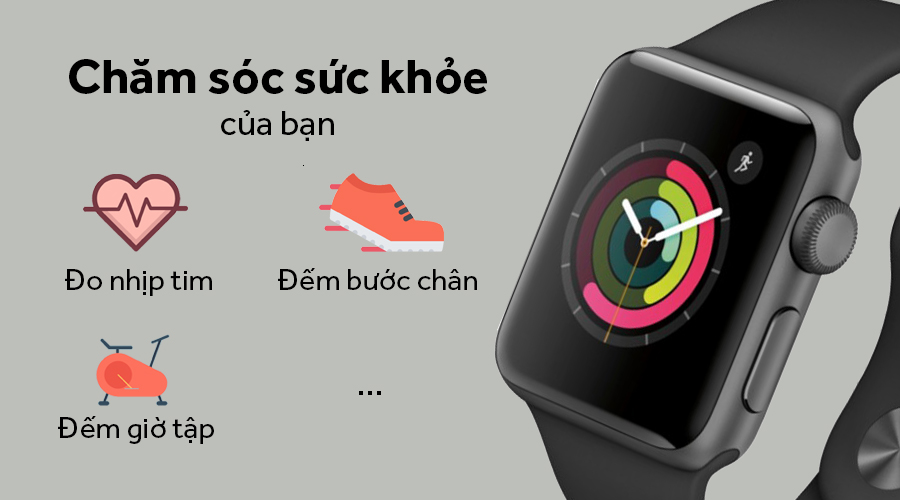 Chăm sóc sức khỏe
của bạn
Đo nhịp tim
Đếm bước chân
Đếm giờ tập
...